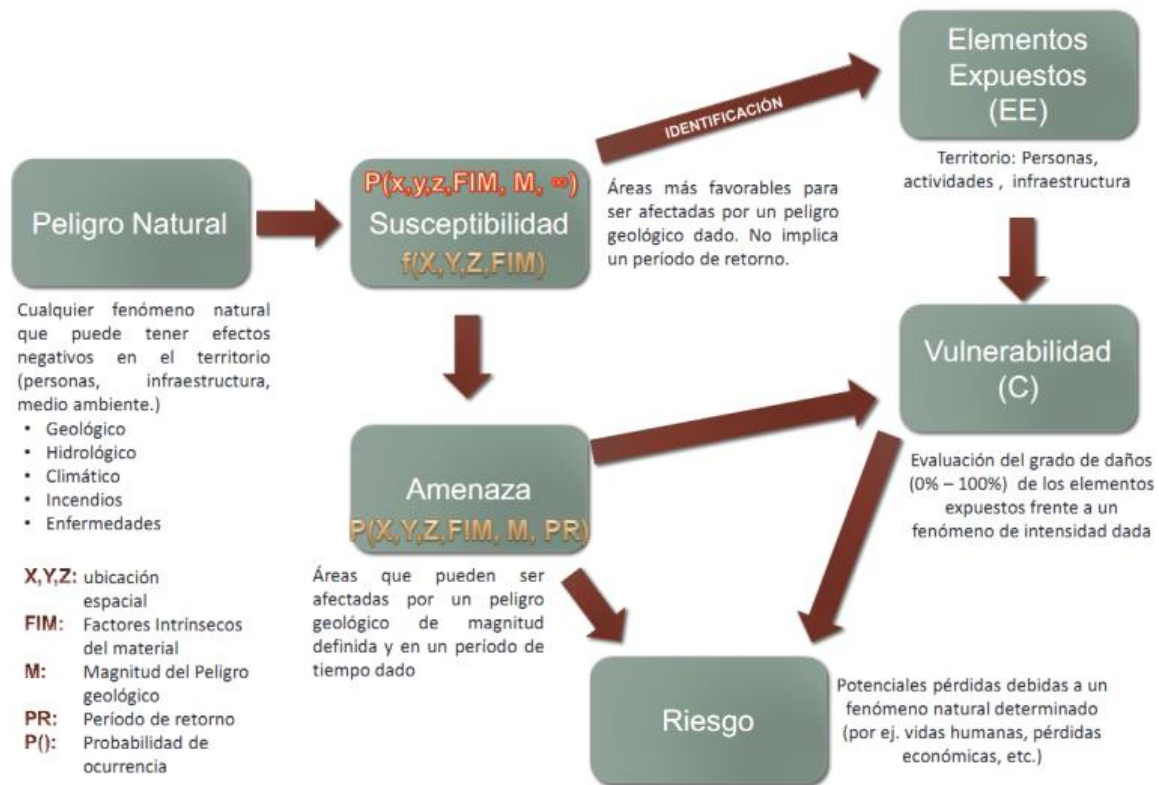 Peligro Natural
Cualquier fenómeno natural
que puede tener efectos
negativos en el territorio
(personas, infraestructura,
medio ambiente.)
• Geológico
• Hidrológico
• Climático
• Incendios
• Enfermedades
X,Y,Z: ubicación
espacial
FIM: Factores Intrínsecos
del material
M: Magnitud del Peligro
geológico
PR: Período de retorno
P(): Probabilidad de
ocurrencia
P(x,y,z,FIM, M, ∞)
Susceptibilidad
f(X,Y,Z,FIM)
IDENTIFICACIÓN
Áreas más favorables para
ser afectadas por un peligro
geológico dado. No implica
un período de retorno.
Elementos
Expuestos
(EE)
Territorio: Personas,
actividades , infraestructura
Vulnerabilidad
(C)
Evaluación del grado de daños
(0% – 100%) de los elementos
expuestos frente a un
fenómeno de intensidad dada
Amenaza
P(X,Y,Z,FIM, M, PR)
Áreas que pueden ser
afectadas por un peligro
geológico de magnitud
definida y en un período de
tiempo dado
Riesgo
Potenciales pérdidas debidas a un
fenómeno natural determinado
(por ej. vidas humanas, pérdidas
económicas, etc.)